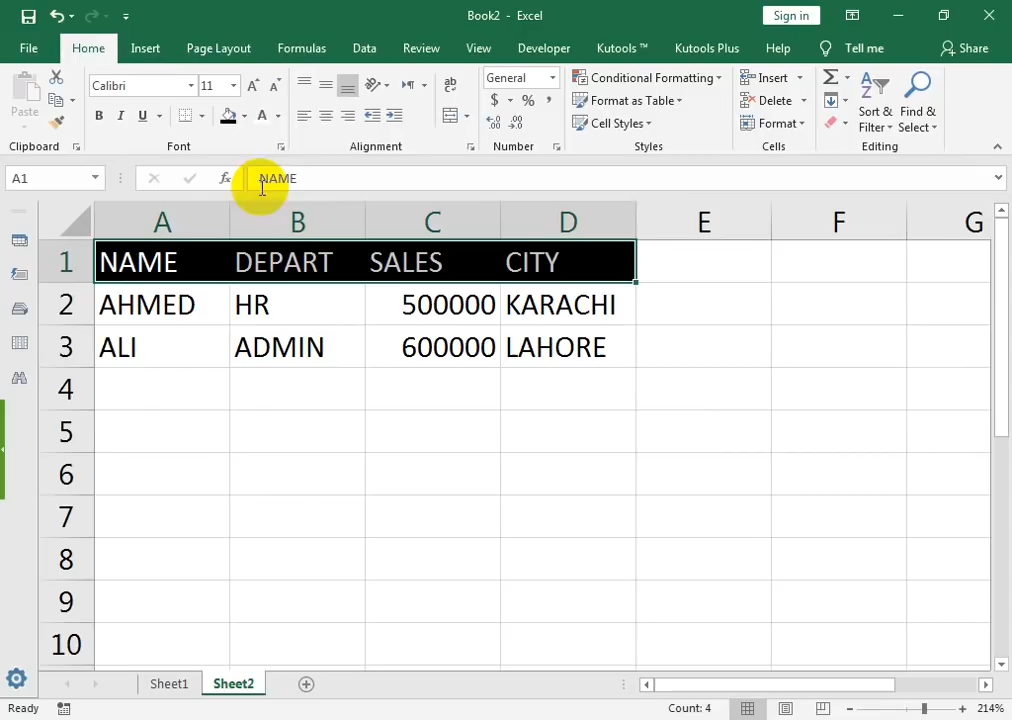 Book2 - Excel
Sign in
File Home Insert Page Layout Formulas Data Review View Developer Kutools ™ Kutools Plus Help Tell me Share
Paste
Calibri 11
B I U
A
General
$ % ,
Conditional Formatting
Format as Table
Cell Styles
Insert
Delete
Format
Sort &
Filter
Find &
Select
Clipboard Font Alignment Number Styles Cells Editing
A1 fx NAME
A B C D E F G
1 NAME DEPART SALES CITY
2 AHMED HR 500000 KARACHI
3 ALI ADMIN 600000 LAHORE
4
5
6
7
8
9
10
Sheet1 Sheet2
Ready Count: 4 214%